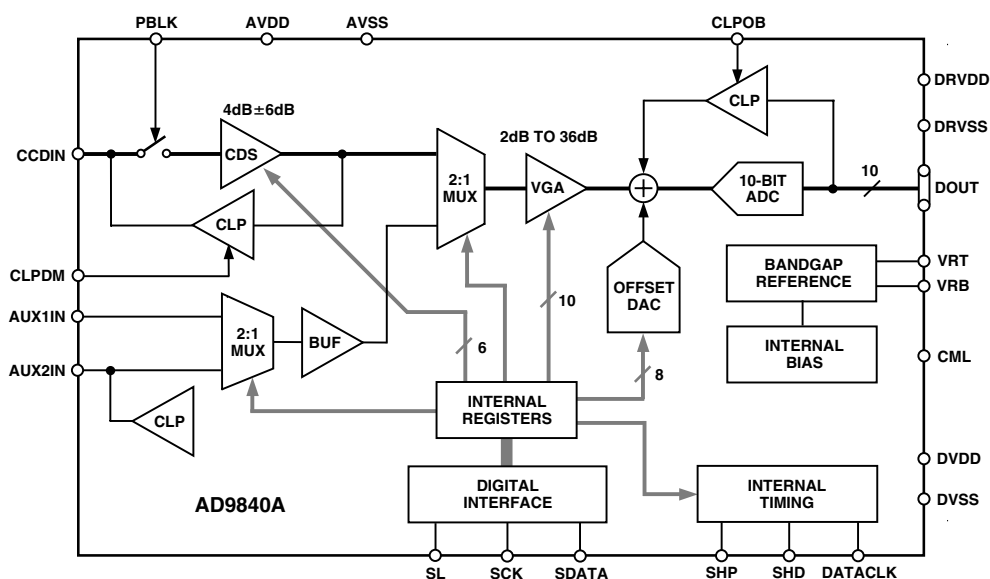 PBLK
AVDD
AVSS
CLPOB
DRVDD
4dB±6dB
CLP
DRVSS
2dB TO 36dB
CCDIN
CDS
2:1
MUX
VGA
10-BIT
ADC
10
DOUT
CLP
CLPDM
BANDGAP
REFERENCE
VRT
VRB
OFFSET
DAC
10
AUX1IN
2:1
MUX
BUF
6
8
INTERNAL
BIAS
CML
AUX2IN
CLP
INTERNAL
REGISTERS
DVDD
DIGITAL
INTERFACE
INTERNAL
TIMING
DVSS
AD9840A
SL
SCK
SDATA
SHP
SHD
DATACLK